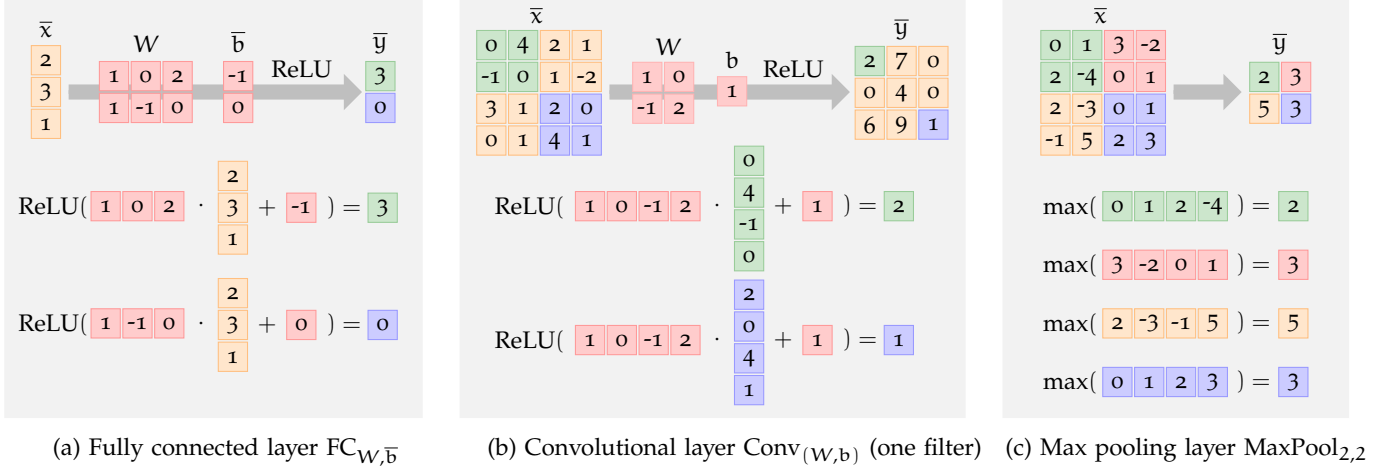 x̅
2
3
1
W
1 0 2
1 -1 0
b̅
-1
0
ReLU
y̅
3
0
ReLU( 1 0 2 · 2 3 1 + -1 ) = 3
ReLU( 1 -1 0 · 2 3 1 + 0 ) = 0
(a) Fully connected layer FC_{W,b̅}
x̅
0 4 2 1
-1 0 1 -2
3 1 2 0
0 1 4 1
W
1 0
-1 2
b
1
ReLU
y̅
2 7 0
0 4 0
6 9 1
ReLU( 1 0 -1 2 · 0 4 -1 0 + 1 ) = 2
ReLU( 1 0 -1 2 · 2 0 4 1 + 1 ) = 1
(b) Convolutional layer Conv_{(W,b)} (one filter)
x̅
0 1 3 -2
2 -4 0 1
2 -3 0 1
-1 5 2 3
y̅
2 3
5 3
max( 0 1 2 -4 ) = 2
max( 3 -2 0 1 ) = 3
max( 2 -3 -1 5 ) = 5
max( 0 1 2 3 ) = 3
(c) Max pooling layer MaxPool_{2,2}